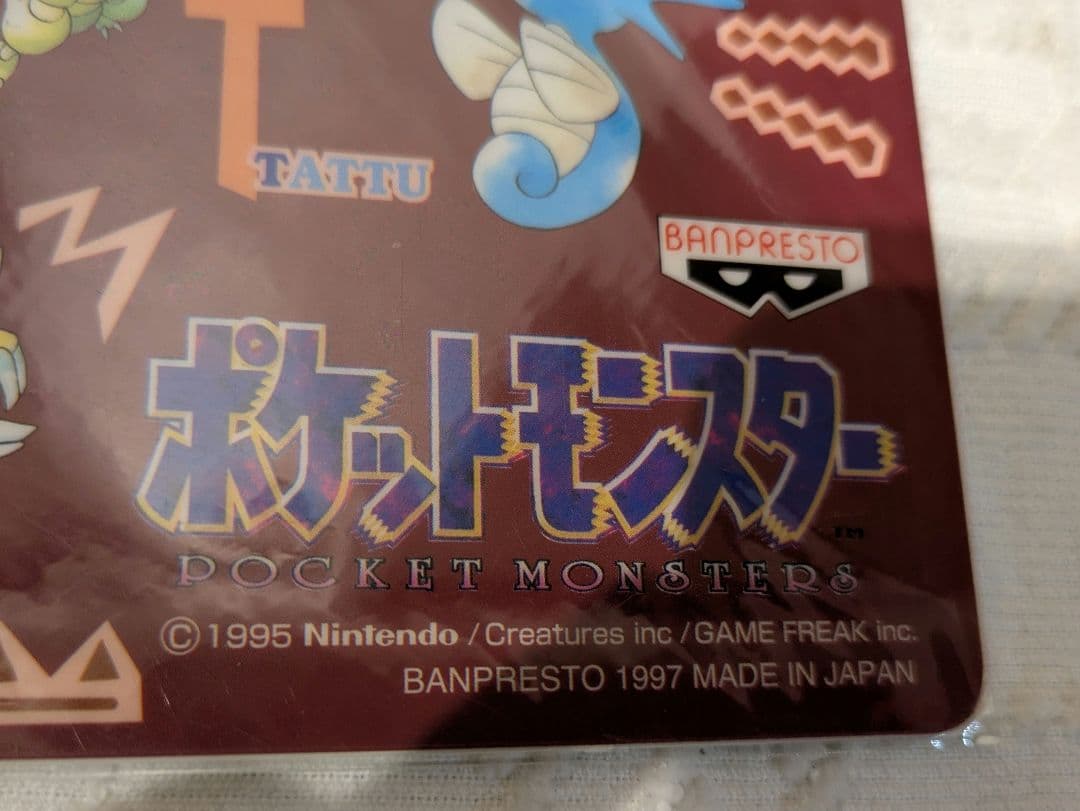 T
TATTU
BANPRESTO
ポケットモンスター
TM
POCKET MONSTERS
©1995 Nintendo /Creatures inc /GAME FREAK inc.
BANPRESTO 1997 MADE IN JAPAN